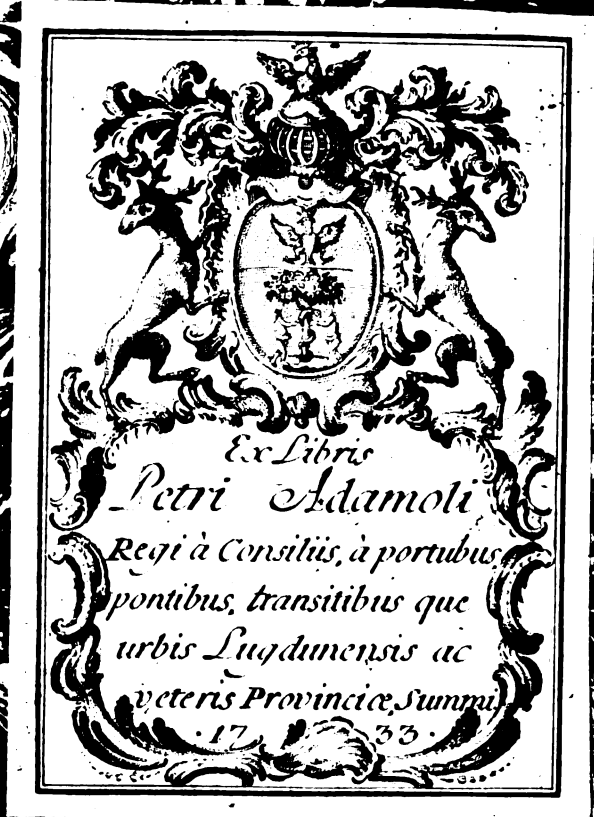 Ex Libris
Petri Adamoli
Regi à Consiliis, à portubus,
pontibus, transitibus que
urbis Lugdunensis ac
veteris Provinciæ, Summi
· 17 33 ·